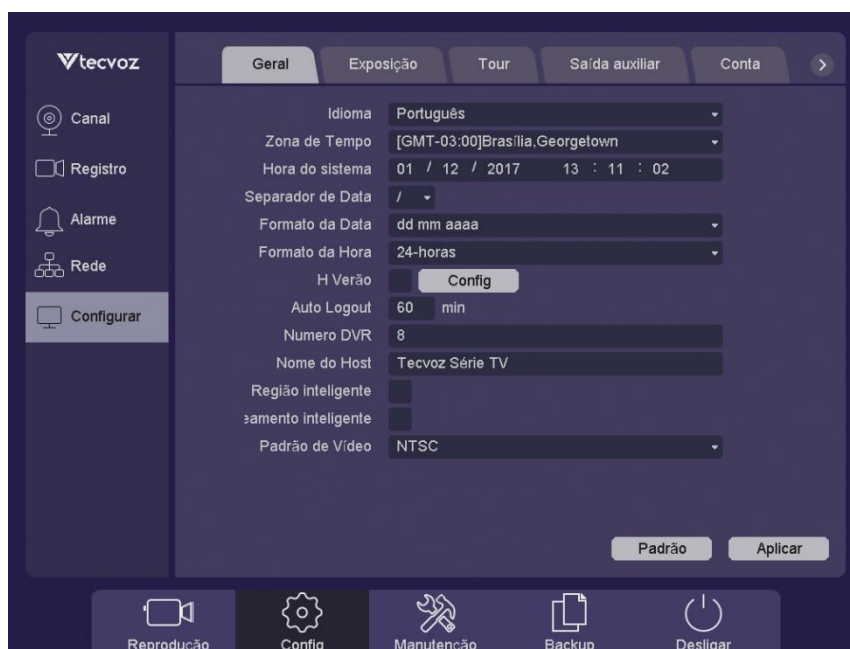 tecvoz
Geral Exposição Tour Saída auxiliar Conta >
Canal
Registro
Alarme
Rede
Configurar
Idioma Português
Zona de Tempo [GMT-03:00]Brasília,Georgetown
Hora do sistema 01 / 12 / 2017 13 : 11 : 02
Separador de Data /
Formato da Data dd mm aaaa
Formato da Hora 24-horas
H Verão Config
Auto Logout 60 min
Numero DVR 8
Nome do Host Tecvoz Série TV
Região inteligente
eamento inteligente
Padrão de Vídeo NTSC
Padrão Aplicar
Reprodução Config Manutenção Backup Desligar